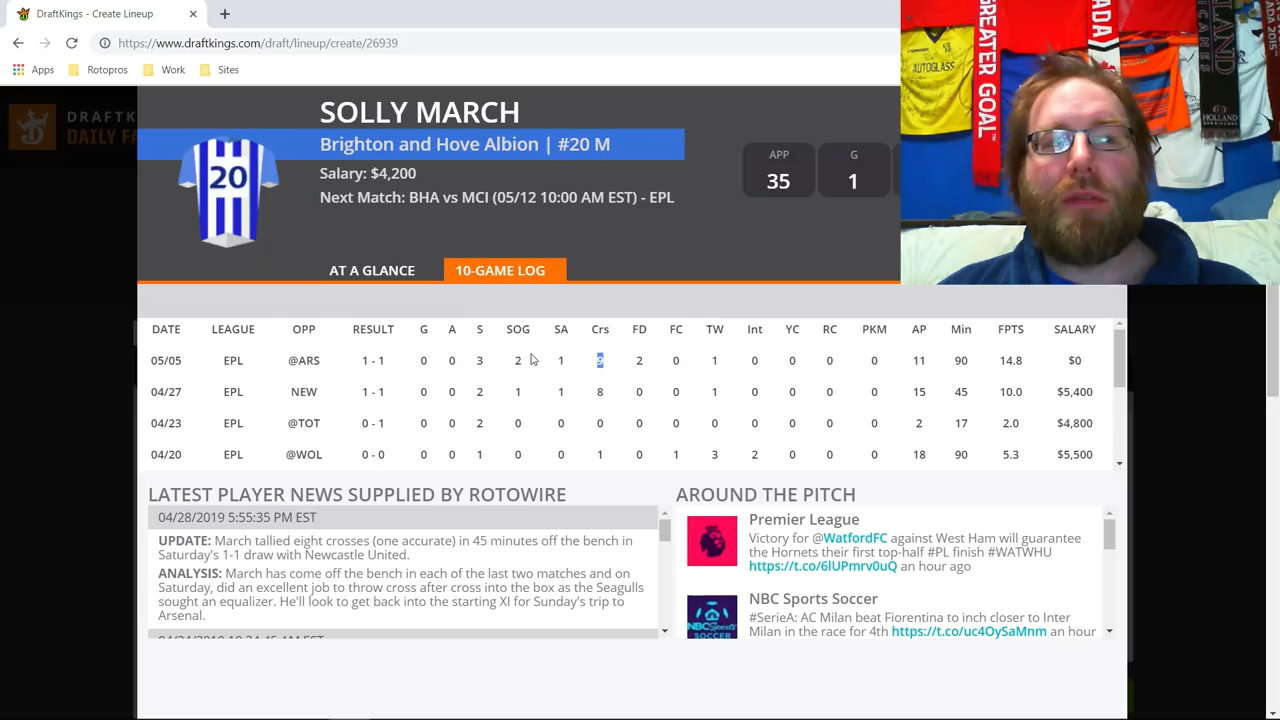 DraftKings - Create Lineup
https://www.draftkings.com/draft/lineup/create/26939
Apps Rotopros Work Sites
DRAFTK
DAILY FA
SOLLY MARCH
Brighton and Hove Albion | #20 M
Salary: $4,200
Next Match: BHA vs MCI (05/12 10:00 AM EST) - EPL
20
APP G
35 1
AT A GLANCE 10-GAME LOG
DATE LEAGUE OPP RESULT G A S SOG SA Crs FD FC TW Int YC RC PKM AP Min FPTS SALARY
05/05 EPL @ARS 1 - 1 0 0 3 2 1 9 2 0 1 0 0 0 0 11 90 14.8 $0
04/27 EPL NEW 1 - 1 0 0 2 1 1 8 0 0 1 0 0 0 0 15 45 10.0 $5,400
04/23 EPL @TOT 0 - 1 0 0 2 0 0 0 0 0 0 0 0 0 0 2 17 2.0 $4,800
04/20 EPL @WOL 0 - 0 0 0 1 0 0 1 0 1 3 2 0 0 0 18 90 5.3 $5,500
LATEST PLAYER NEWS SUPPLIED BY ROTOWIRE
04/28/2019 5:55:35 PM EST
UPDATE: March tallied eight crosses (one accurate) in 45 minutes off the bench in
Saturday's 1-1 draw with Newcastle United.
ANALYSIS: March has come off the bench in each of the last two matches and on
Saturday, did an excellent job to throw cross after cross into the box as the Seagulls
sought an equalizer. He'll look to get back into the starting XI for Sunday's trip to
Arsenal.
AROUND THE PITCH
Premier League
Victory for @WatfordFC against West Ham will guarantee
the Hornets their first top-half #PL finish #WATWHU
https://t.co/6lUPmrv0uQ an hour ago
NBC Sports Soccer
#SerieA: AC Milan beat Fiorentina to inch closer to Inter
Milan in the race for 4th https://t.co/uc4OySaMnm an hour
NBC SPORTS
SOCCER
AUTOGLASS
GREATER GOAL
HOLLAND